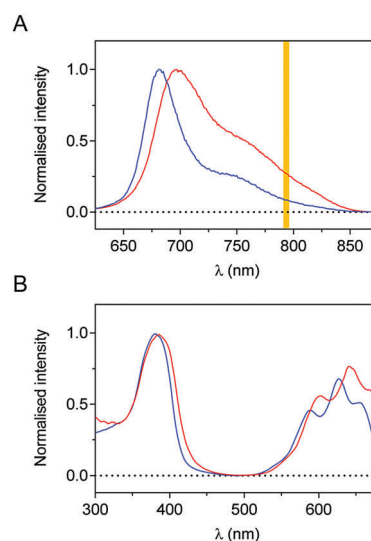 A
Normalised intensity
1.0
0.5
0.0
650 700 750 800 850
λ (nm)
B
Normalised intensity
1.0
0.5
0.0
300 400 500 600
λ (nm)